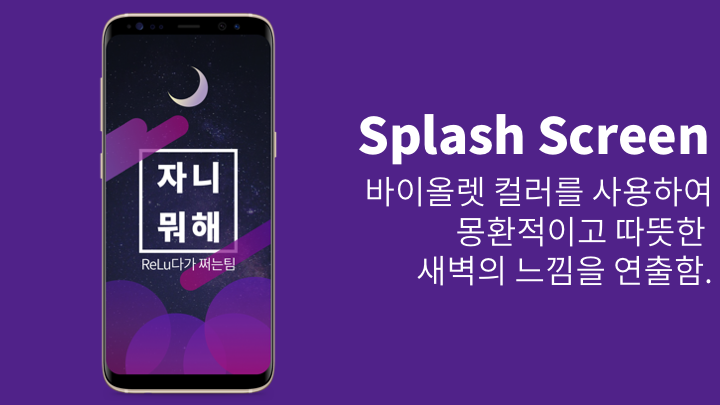 자니
뭐해
ReLu다가 쩌는팀
Splash Screen
바이올렛 컬러를 사용하여
몽환적이고 따뜻한
새벽의 느낌을 연출함.